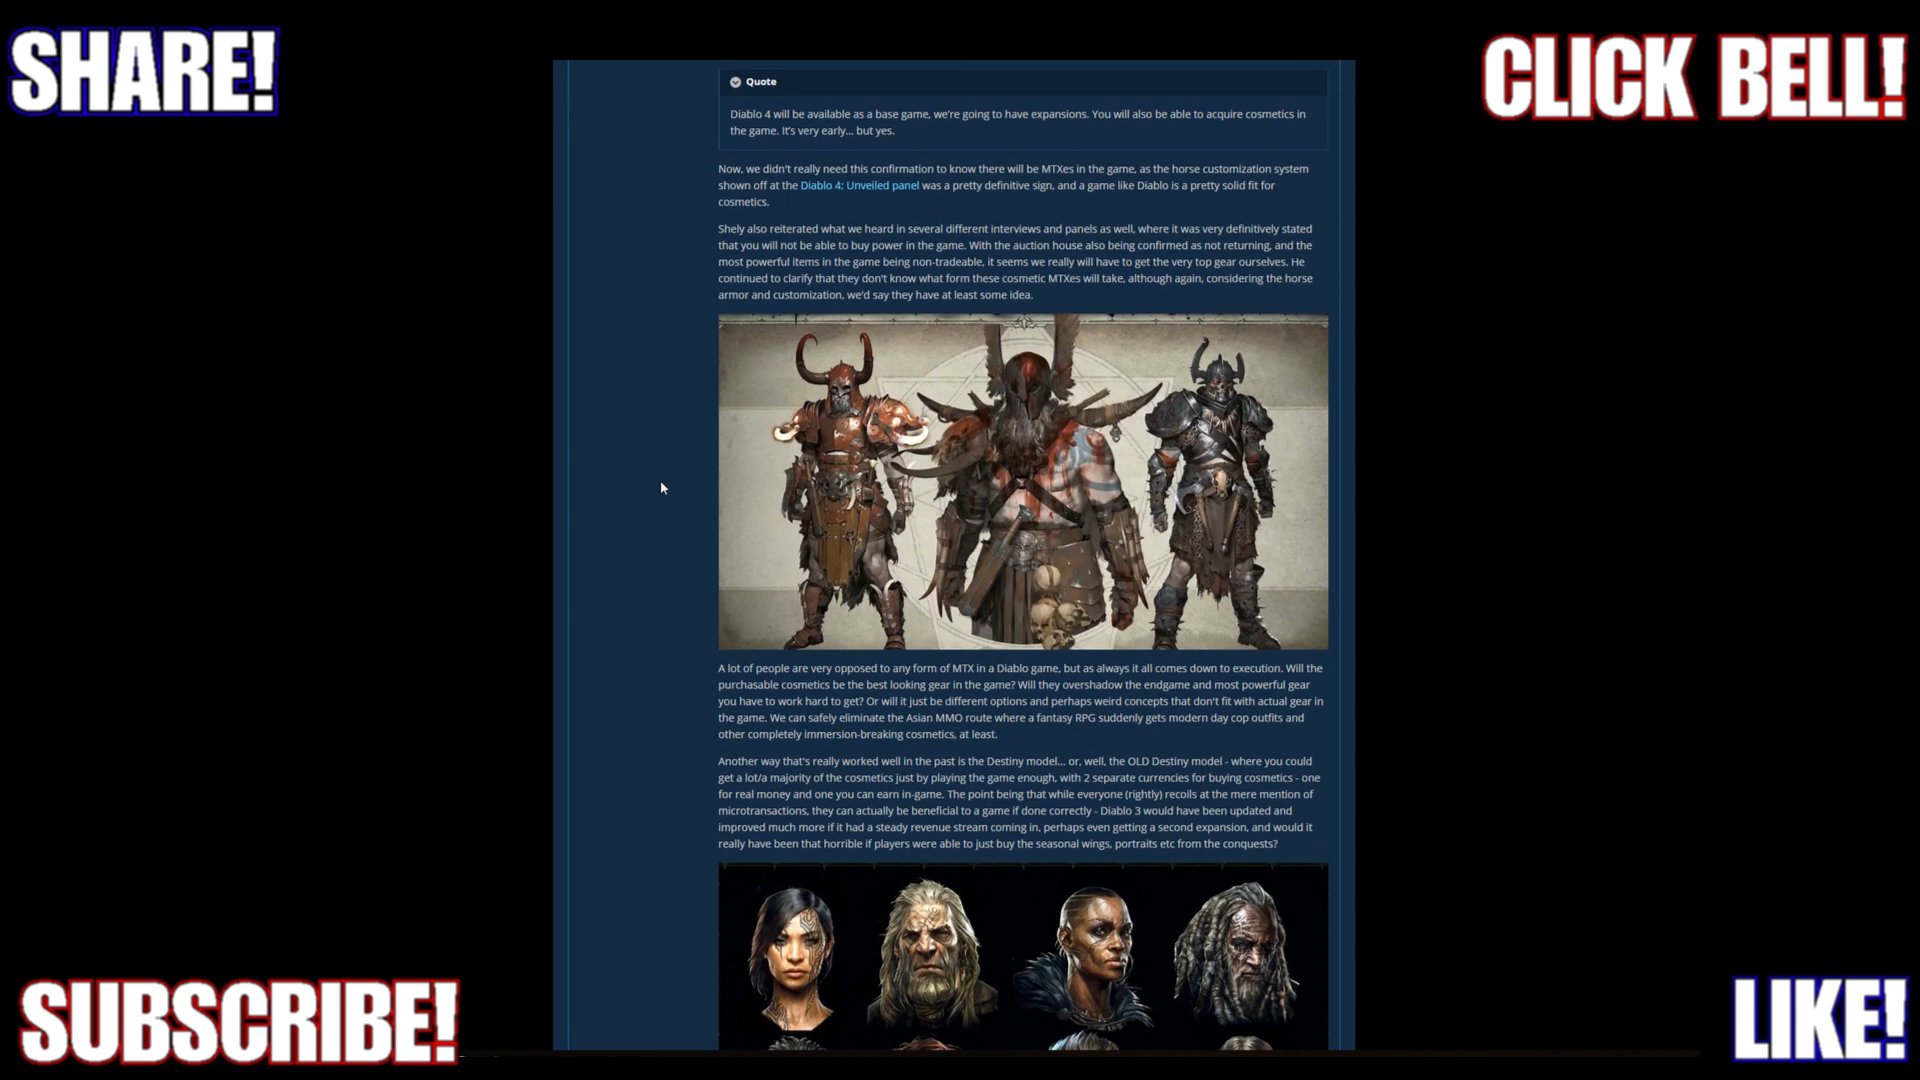 SHARE!
CLICK BELL!
Quote
Diablo 4 will be available as a base game, we're going to have expansions. You will also be able to acquire cosmetics in
the game. It's very early... but yes.
Now, we didn't really need this confirmation to know there will be MTXes in the game, as the horse customization system
shown off at the Diablo 4: Unveiled panel was a pretty definitive sign, and a game like Diablo is a pretty solid fit for
cosmetics.
Shely also reiterated what we heard in several different interviews and panels as well, where it was very definitively stated
that you will not be able to buy power in the game. With the auction house also being confirmed as not returning, and the
most powerful items in the game being non-tradeable, it seems we really will have to get the very top gear ourselves. He
continued to clarify that they don't know what form these cosmetic MTXes will take, although again, considering the horse
armor and customization, we'd say they have at least some idea.
A lot of people are very opposed to any form of MTX in a Diablo game, but as always it all comes down to execution. Will the
purchasable cosmetics be the best looking gear in the game? Will they overshadow the endgame and most powerful gear
you have to work hard to get? Or will it just be different options and perhaps weird concepts that don't fit with actual gear in
the game. We can safely eliminate the Asian MMO route where a fantasy RPG suddenly gets modern day cop outfits and
other completely immersion-breaking cosmetics, at least.
Another way that's really worked well in the past is the Destiny model... or, well, the OLD Destiny model - where you could
get a lot/a majority of the cosmetics just by playing the game enough, with 2 separate currencies for buying cosmetics - one
for real money and one you can earn in-game. The point being that while everyone (rightly) recoils at the mere mention of
microtransactions, they can actually be beneficial to a game if done correctly - Diablo 3 would have been updated and
improved much more if it had a steady revenue stream coming in, perhaps even getting a second expansion, and would it
really have been that horrible if players were able to just buy the seasonal wings, portraits etc from the conquests?
SUBSCRIBE!
LIKE!